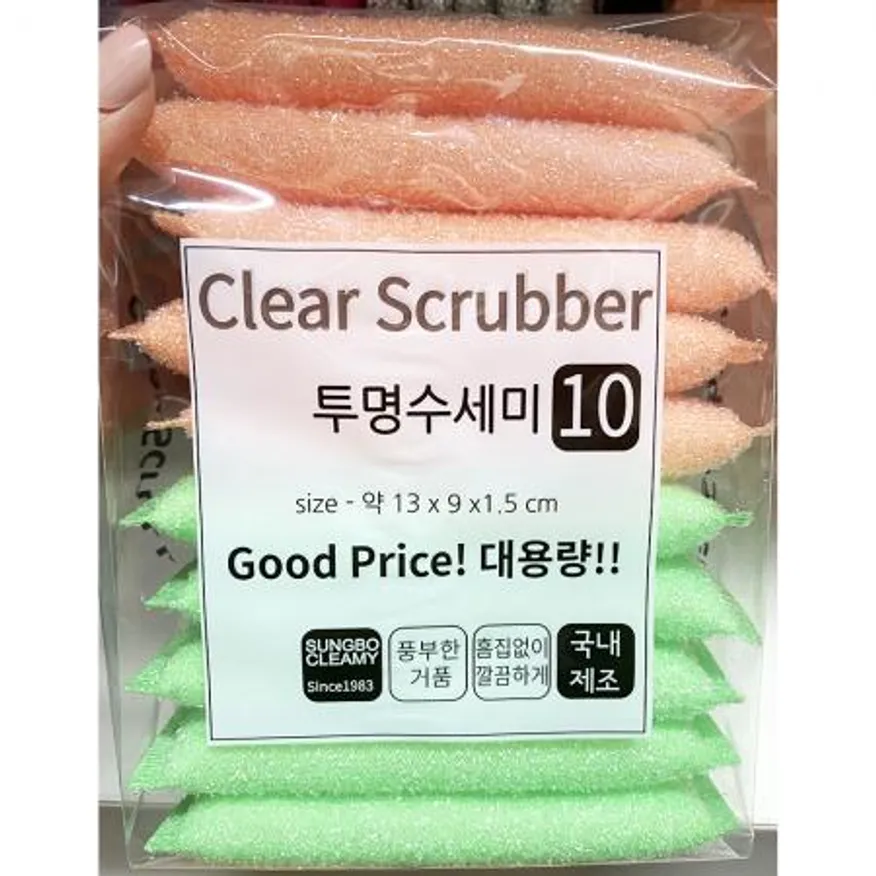 Clear Scrubber
투명수세미 10
size - 약 13 x 9 x1.5 cm
Good Price! 대용량!!
SUNGBO
CLEAMY
Since1983
풍부한
거품
흠집없이
깔끔하게
국내
제조